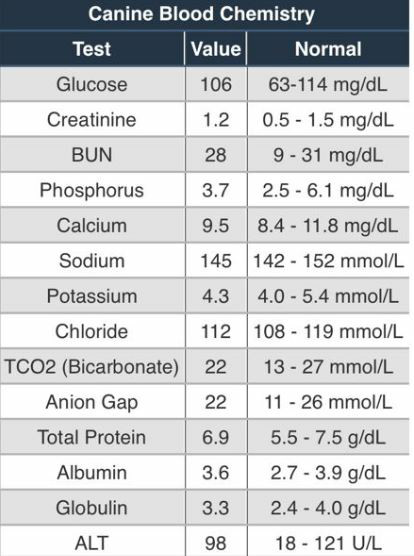 Canine Blood Chemistry
Test Value Normal
Glucose 106 63-114 mg/dL
Creatinine 1.2 0.5 - 1.5 mg/dL
BUN 28 9 - 31 mg/dL
Phosphorus 3.7 2.5 - 6.1 mg/dL
Calcium 9.5 8.4 - 11.8 mg/dL
Sodium 145 142 - 152 mmol/L
Potassium 4.3 4.0 - 5.4 mmol/L
Chloride 112 108 - 119 mmol/L
TCO2 (Bicarbonate) 22 13 - 27 mmol/L
Anion Gap 22 11 - 26 mmol/L
Total Protein 6.9 5.5 - 7.5 g/dL
Albumin 3.6 2.7 - 3.9 g/dL
Globulin 3.3 2.4 - 4.0 g/dL
ALT 98 18 - 121 U/L